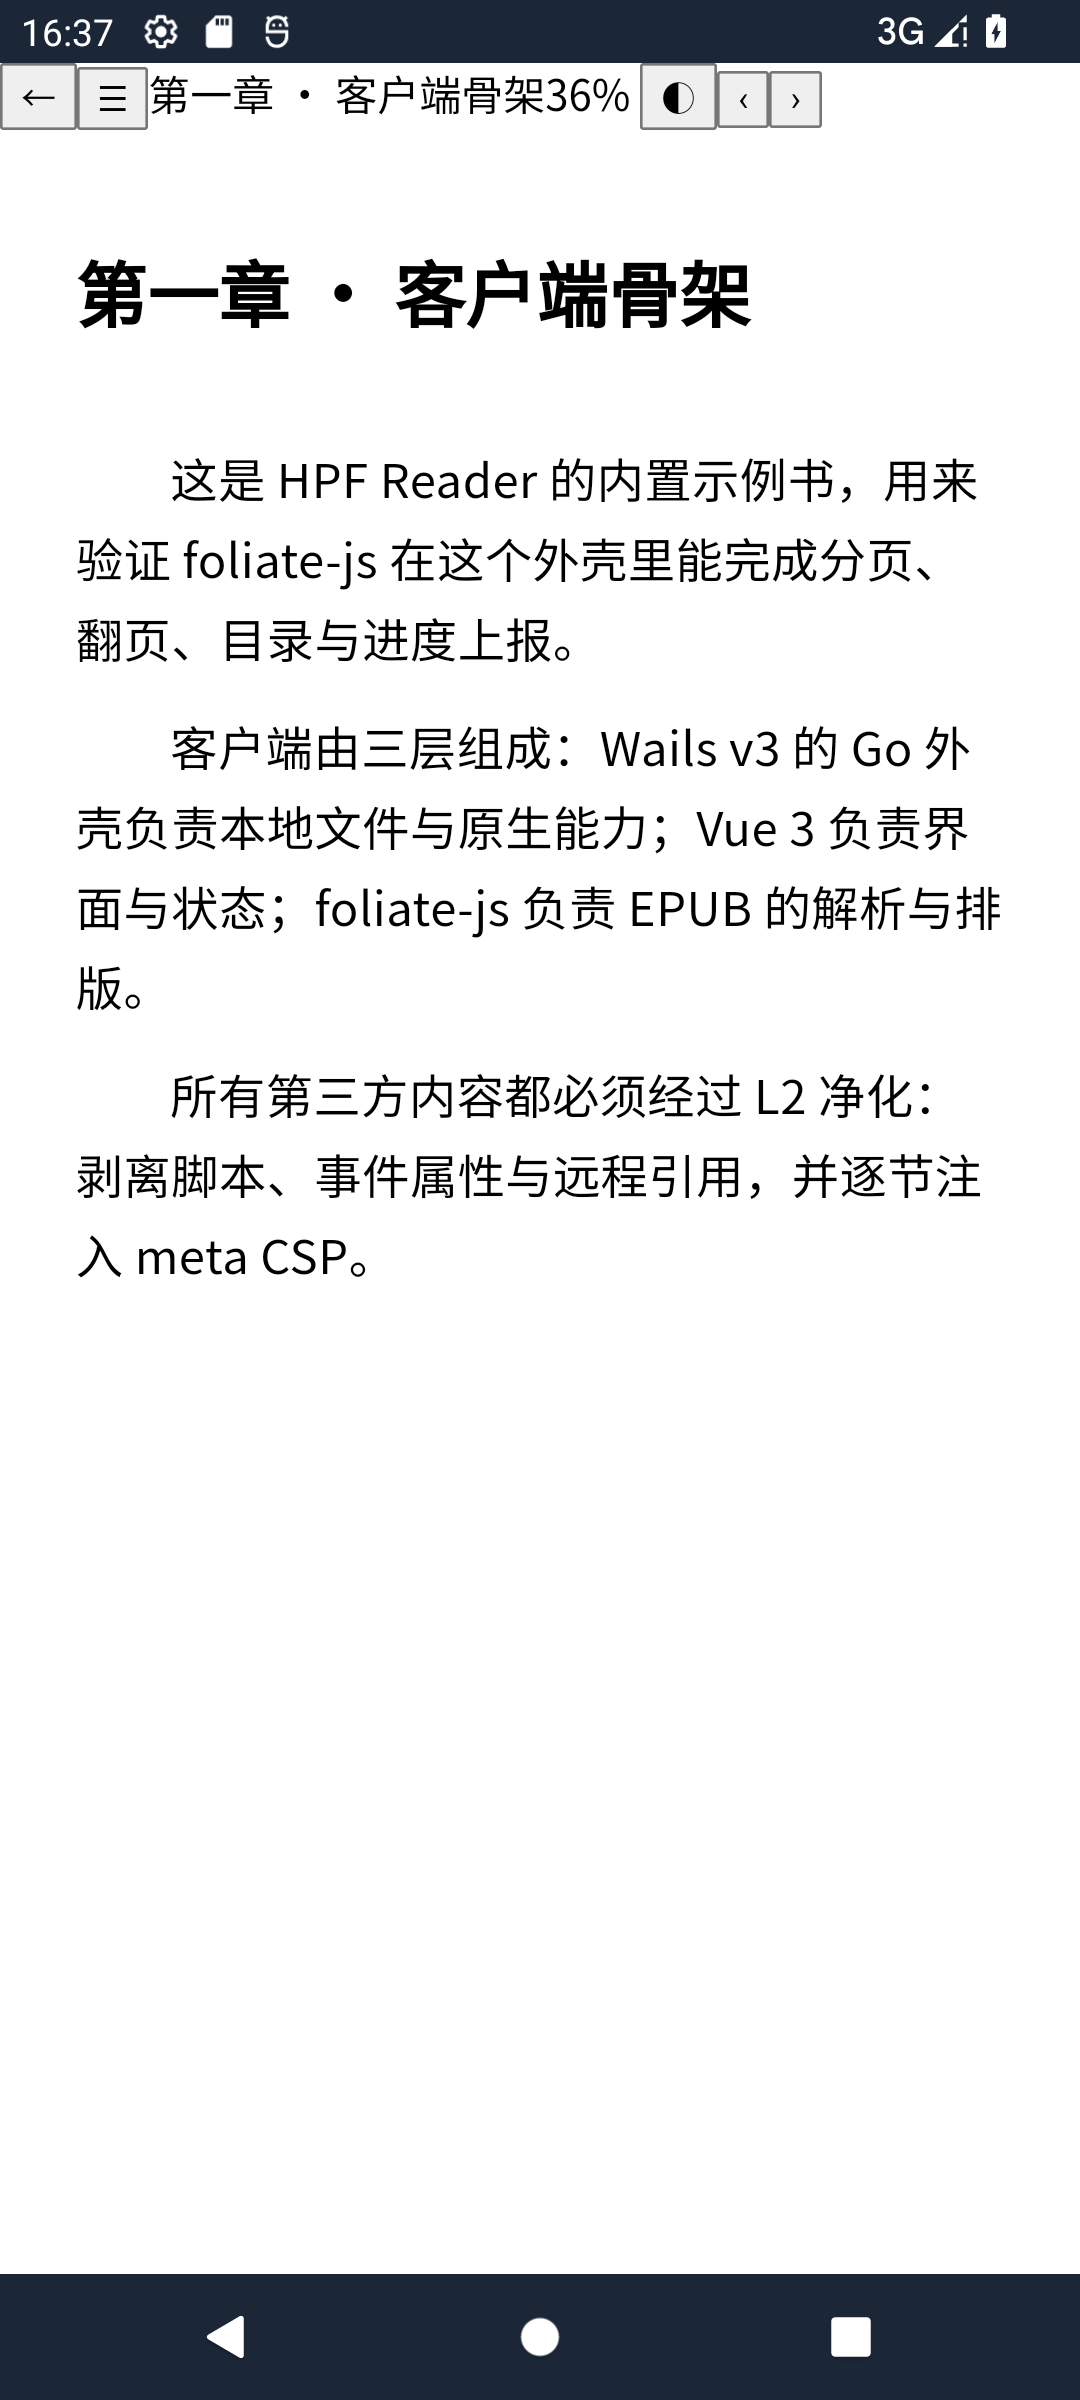 16:37 3G
← ☰ 第一章 · 客户端骨架36% ◐ ‹ ›
第一章 · 客户端骨架
这是 HPF Reader 的内置示例书，用来
验证 foliate-js 在这个外壳里能完成分页、
翻页、目录与进度上报。
客户端由三层组成：Wails v3 的 Go 外
壳负责本地文件与原生能力；Vue 3 负责界
面与状态；foliate-js 负责 EPUB 的解析与排
版。
所有第三方内容都必须经过 L2 净化：
剥离脚本、事件属性与远程引用，并逐节注
入 meta CSP。